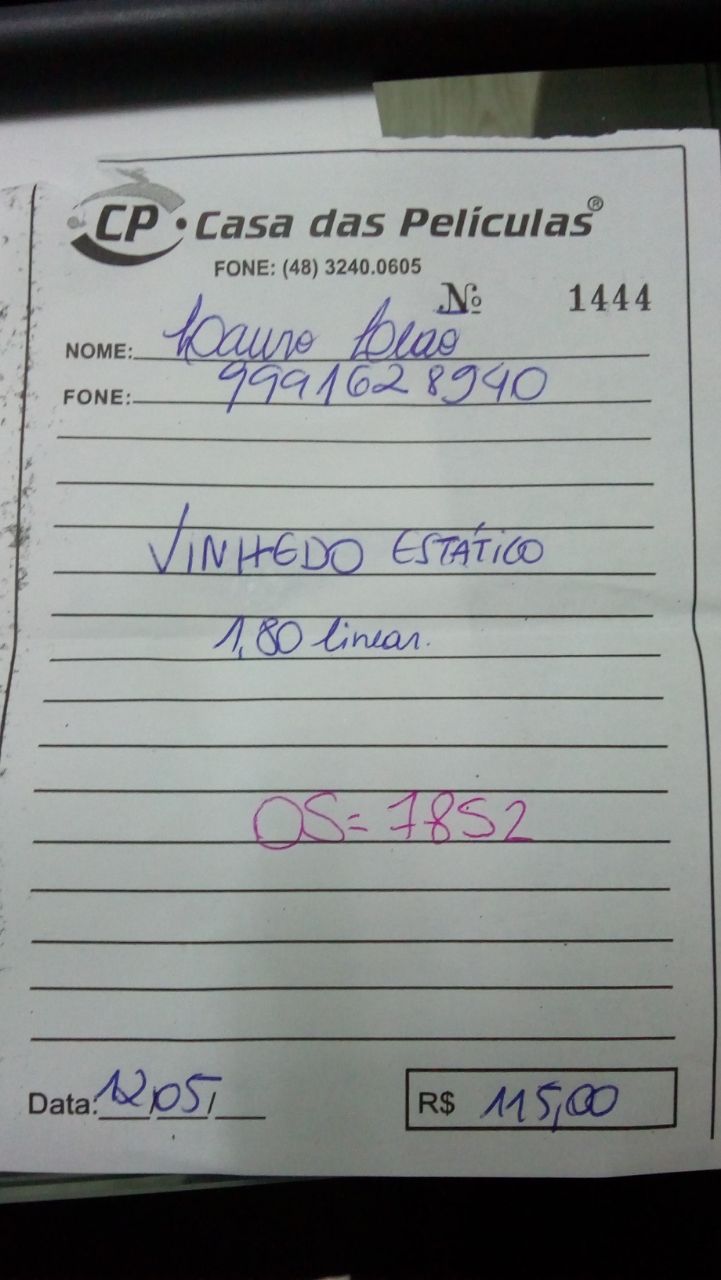 CP • Casa das Películas®
FONE: (48) 3240.0605
Nº 1444
NOME: Lauro
FONE: 9991628940
VINHEDO ESTÁTICO
1,80 linear.
OS= 7852
Data: 12/05/
R$ 115,00